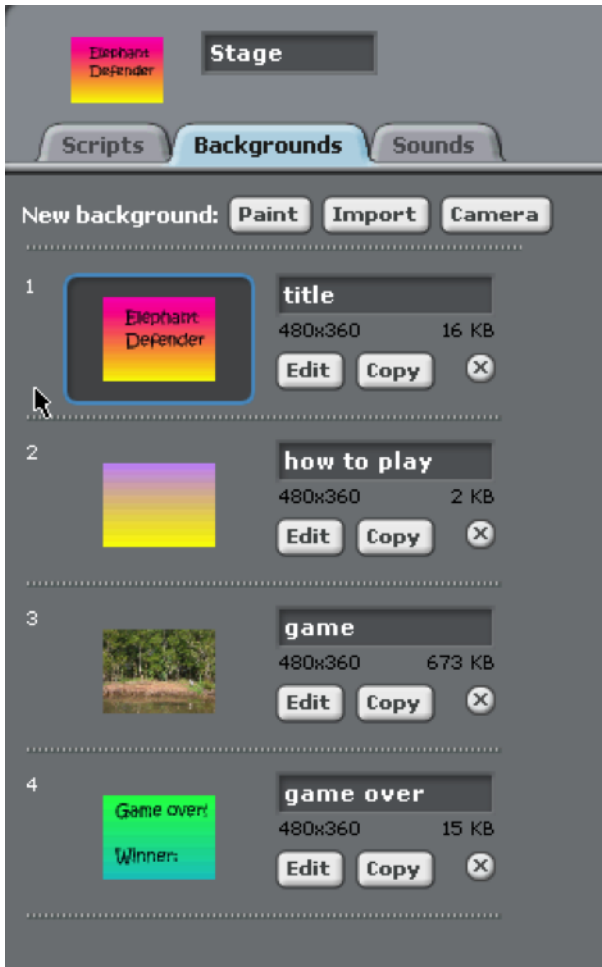 Elephant
Defender
Stage
Scripts Backgrounds Sounds
New background: Paint Import Camera
1
Elephant
Defender
title
480x360 16 KB
Edit Copy
2
how to play
480x360 2 KB
Edit Copy
3
game
480x360 673 KB
Edit Copy
4
Game over!
Winner:
game over
480x360 15 KB
Edit Copy